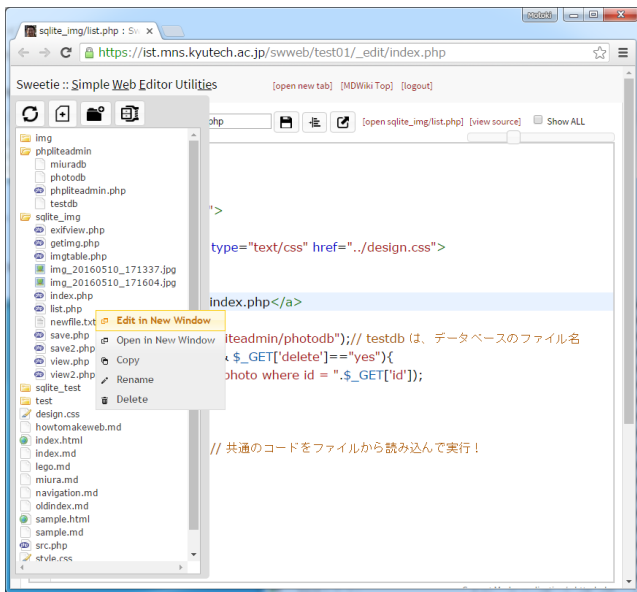 Motoki
sqlite_img/list.php : Sw
https://ist.mns.kyutech.ac.jp/swweb/test01/_edit/index.php
Sweetie :: Simple Web Editor Utilities
[open new tab] [MDWiki Top] [logout]
php
[open sqlite_img/list.php] [view source]
Show ALL
img
phpliteadmin
miuradb
photodb
phpliteadmin.php
testdb
sqlite_img
exifview.php
getimg.php
imgtable.php
img_20160510_171337.jpg
img_20160510_171604.jpg
index.php
list.php
newfile.txt
save.php
save2.php
view.php
view2.php
sqlite_test
test
design.css
howtomakeweb.md
index.html
index.md
lego.md
miura.md
navigation.md
oldindex.md
sample.html
sample.md
src.php
style.css
Edit in New Window
Open in New Window
Copy
Rename
Delete
">
type="text/css" href="../design.css">
index.php</a>
iteadmin/photodb");// testdb は、データベースのファイル名
& $_GET['delete']=="yes"){
photo where id = ".$_GET['id']);
// 共通のコードをファイルから読み込んで実行！